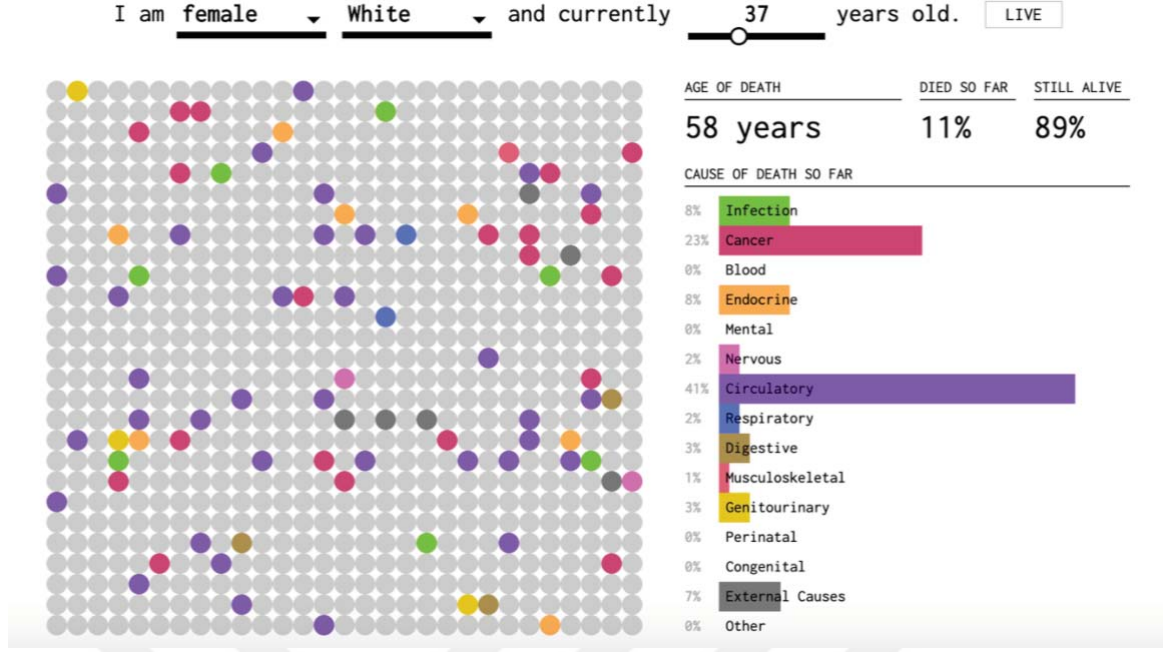 I am female White and currently 37 years old. LIVE
AGE OF DEATH DIED SO FAR STILL ALIVE
58 years 11% 89%
CAUSE OF DEATH SO FAR
8% Infection
23% Cancer
0% Blood
8% Endocrine
0% Mental
2% Nervous
41% Circulatory
2% Respiratory
3% Digestive
1% Musculoskeletal
3% Genitourinary
0% Perinatal
0% Congenital
7% External Causes
0% Other